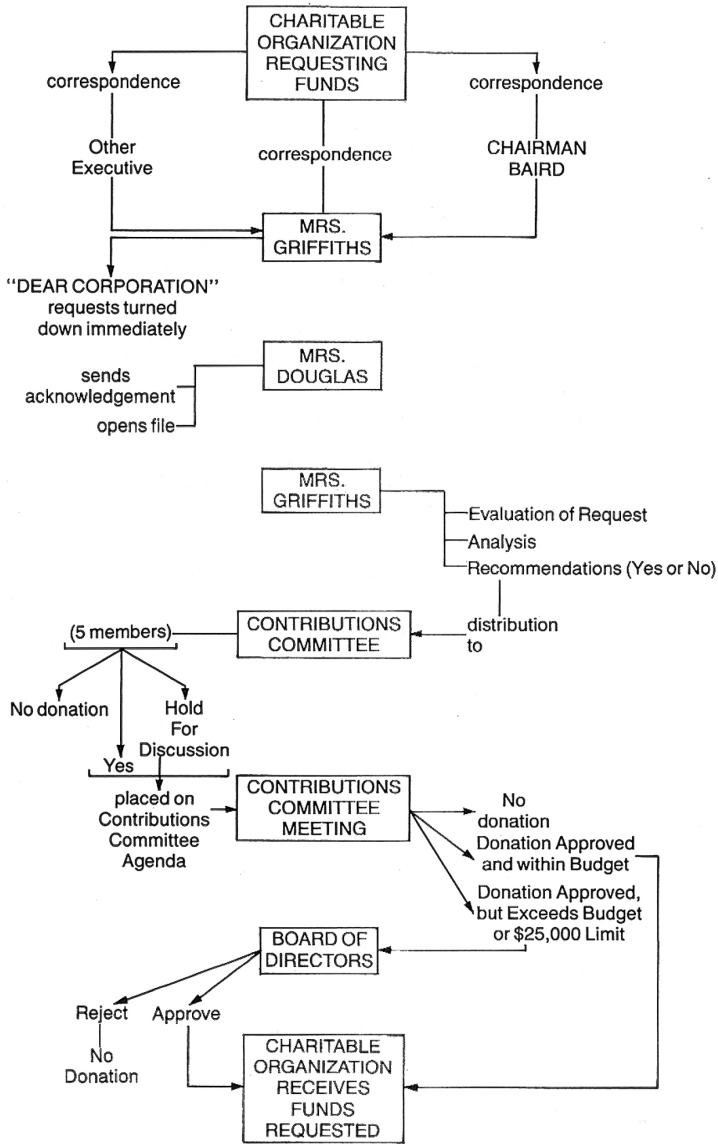 CHARITABLE
ORGANIZATION
REQUESTING
FUNDS
correspondence
correspondence
Other
Executive
correspondence
CHAIRMAN
BAIRD
MRS.
GRIFFITHS
"DEAR CORPORATION"
requests turned
down immediately
MRS.
DOUGLAS
sends
acknowledgement
opens file
MRS.
GRIFFITHS
Evaluation of Request
Analysis
Recommendations (Yes or No)
distribution
to
CONTRIBUTIONS
COMMITTEE
(5 members)
No donation
Hold
For
Discussion
Yes
placed on
Contributions
Committee
Agenda
CONTRIBUTIONS
COMMITTEE
MEETING
No
donation
Donation Approved
and within Budget
Donation Approved,
but Exceeds Budget
or $25,000 Limit
BOARD OF
DIRECTORS
Reject
Approve
No
Donation
CHARITABLE
ORGANIZATION
RECEIVES
FUNDS
REQUESTED